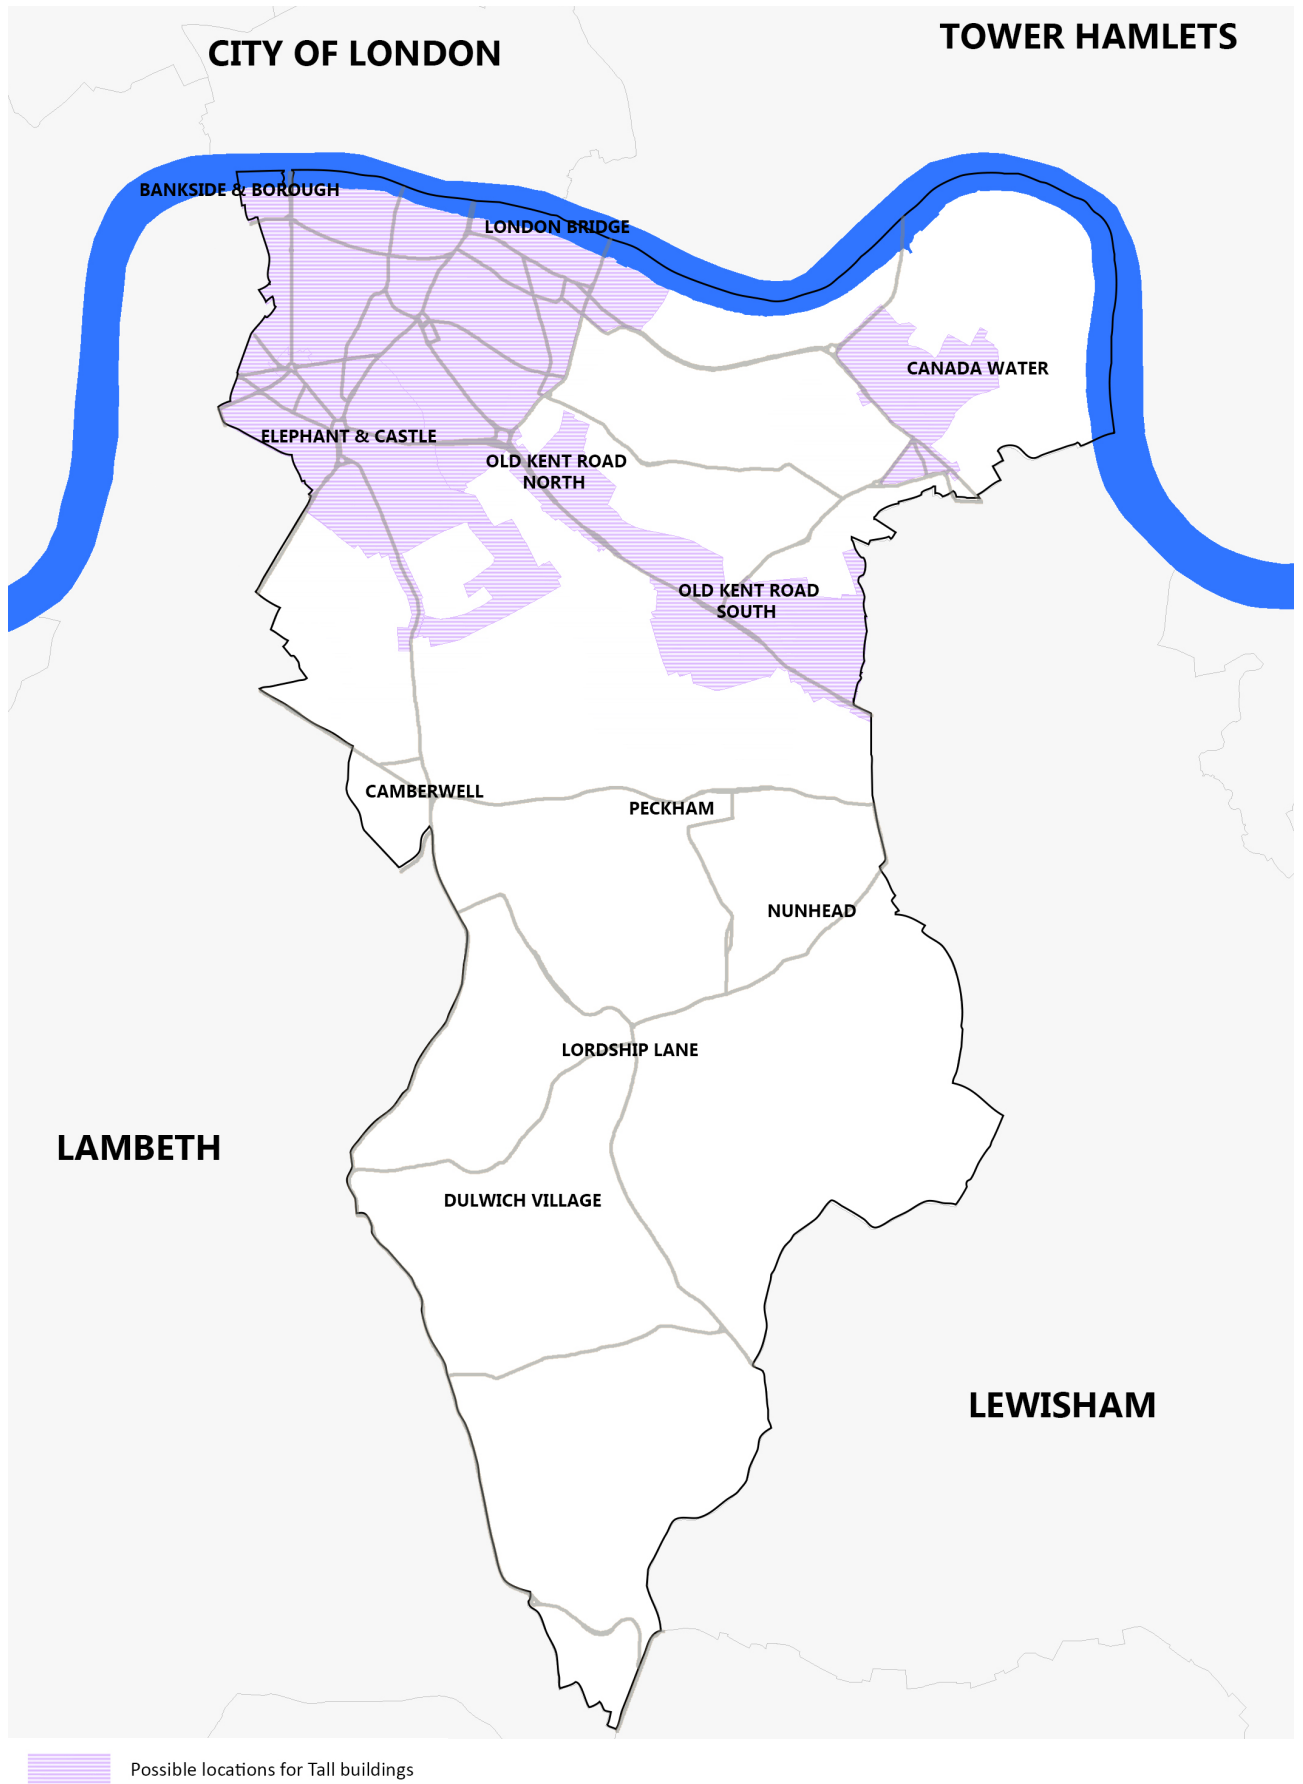 CITY OF LONDON
TOWER HAMLETS
BANKSIDE & BOROUGH
LONDON BRIDGE
CANADA WATER
ELEPHANT & CASTLE
OLD KENT ROAD
NORTH
OLD KENT ROAD
SOUTH
CAMBERWELL
PECKHAM
NUNHEAD
LORDSHIP LANE
LAMBETH
DULWICH VILLAGE
LEWISHAM
Possible locations for Tall buildings